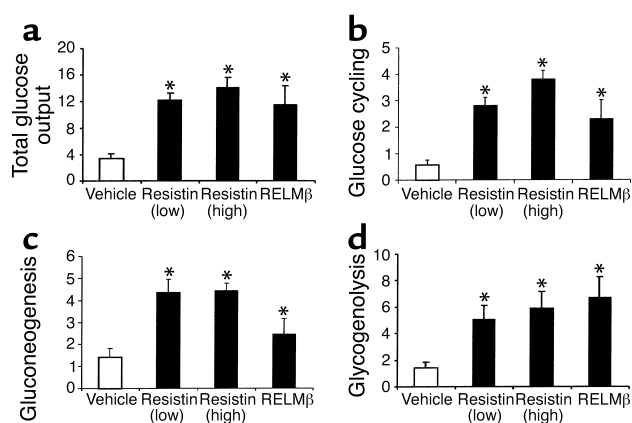 a
Total glucose
output
20
16
12
8
4
0
*
*
*
Vehicle Resistin Resistin RELMβ
(low) (high)
b
Glucose cycling
5
4
3
2
1
0
*
*
*
Vehicle Resistin Resistin RELMβ
(low) (high)
c
Gluconeogenesis
6
5
4
3
2
1
0
*
*
*
Vehicle Resistin Resistin RELMβ
(low) (high)
d
Glycogenolysis
10
8
6
4
2
0
*
*
*
Vehicle Resistin Resistin RELMβ
(low) (high)